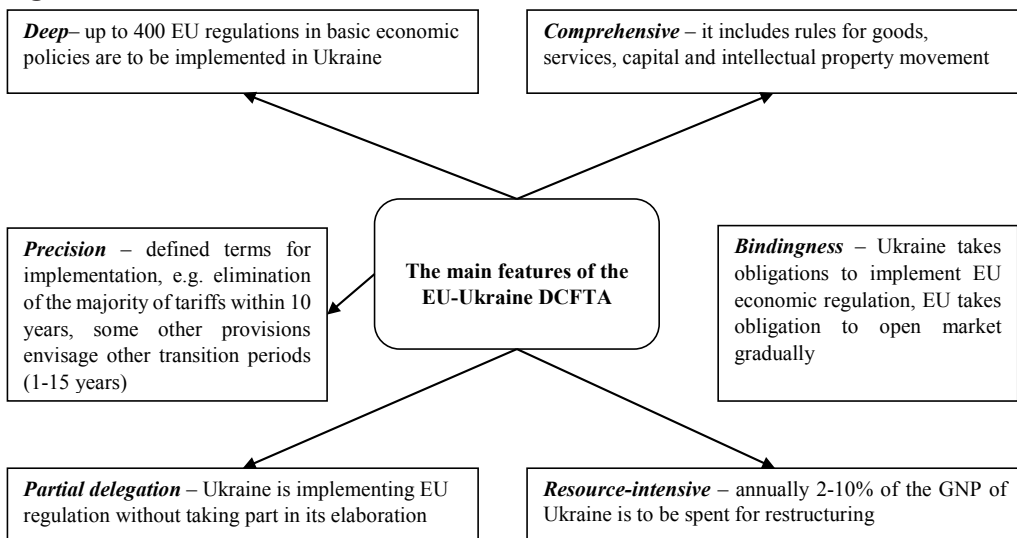 Deep– up to 400 EU regulations in basic economic
policies are to be implemented in Ukraine
Comprehensive – it includes rules for goods,
services, capital and intellectual property movement
Precision – defined terms for
implementation, e.g. elimination
of the majority of tariffs within 10
years, some other provisions
envisage other transition periods
(1-15 years)
The main features of the
EU-Ukraine DCFTA
Bindingness – Ukraine takes
obligations to implement EU
economic regulation, EU takes
obligation to open market
gradually
Partial delegation – Ukraine is implementing EU
regulation without taking part in its elaboration
Resource-intensive – annually 2-10% of the GNP of
Ukraine is to be spent for restructuring